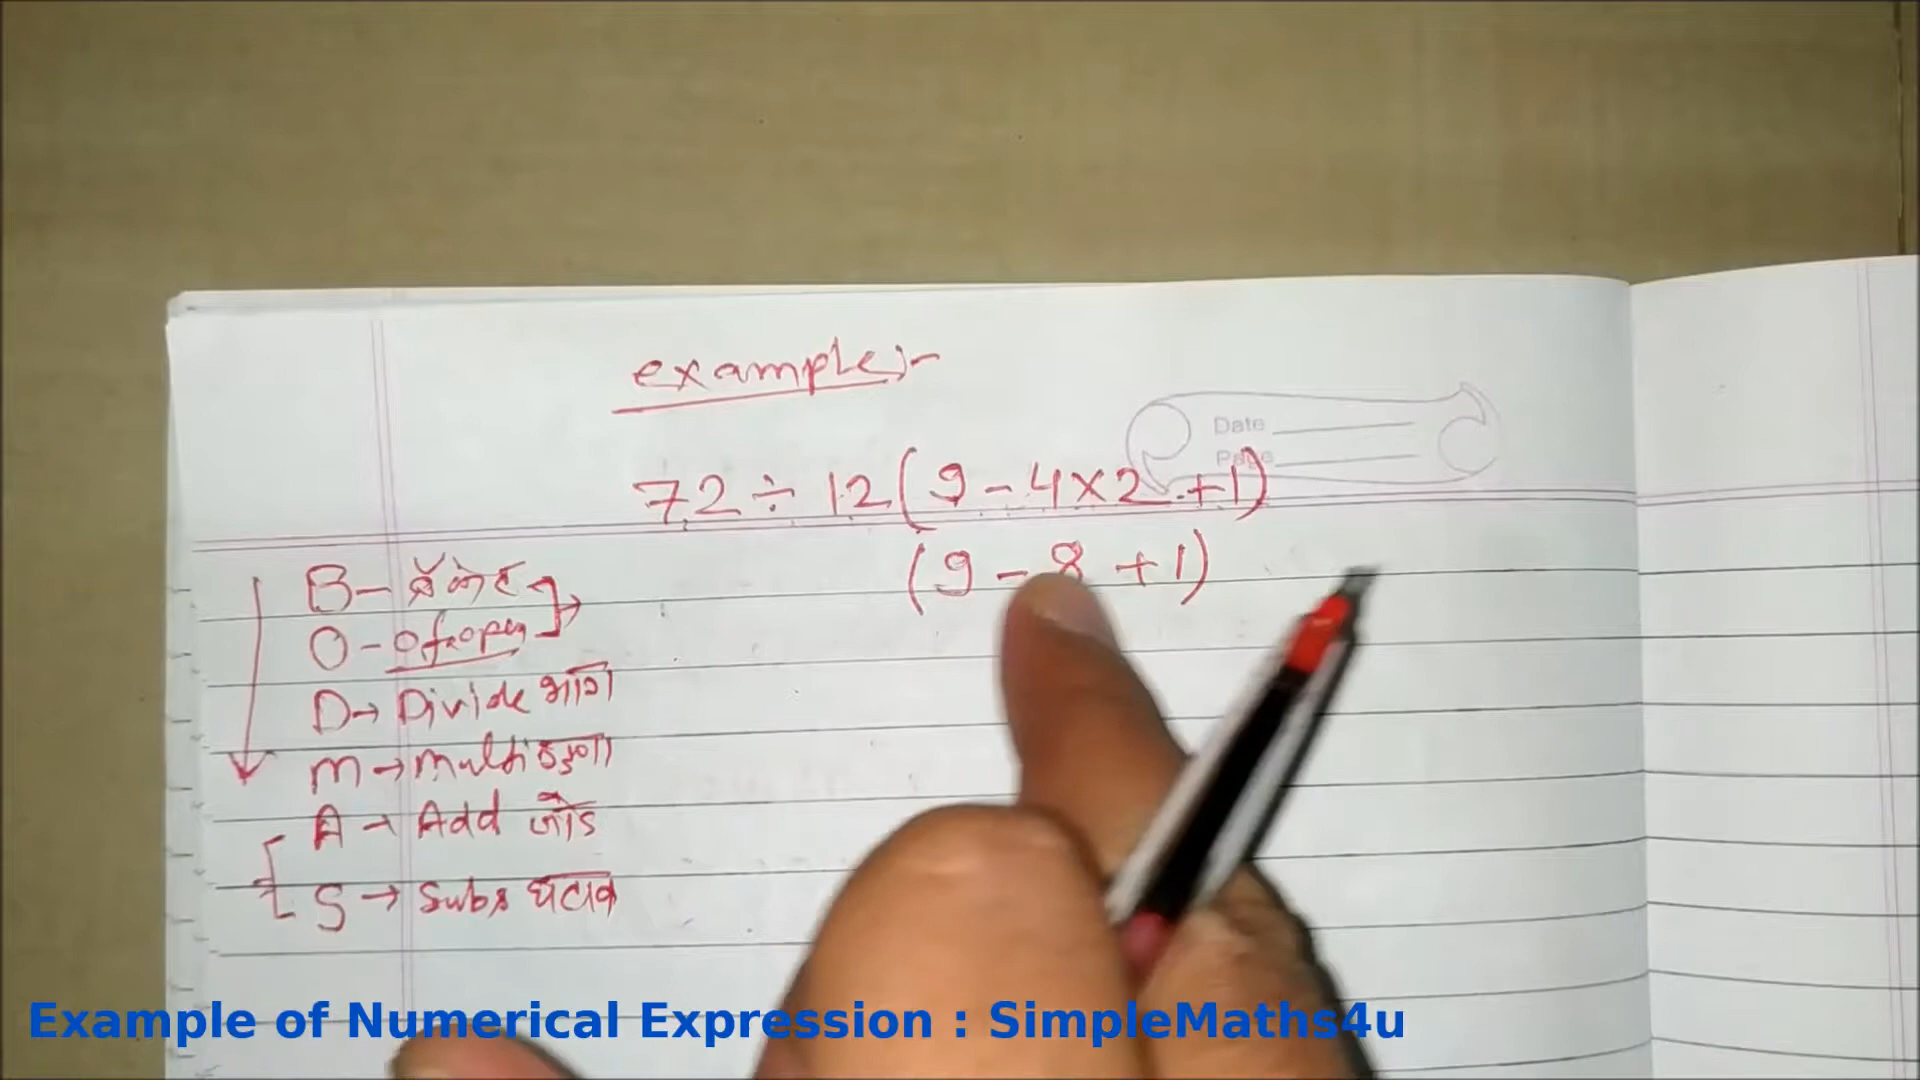 example:-
Date
Page
72 ÷ 12(9-4×2+1)
(9-8+1)
B- ब्रैकेट
O- of
D→ Divide भाग
M→ Multi गुणा
A→ Add जोड
S→ Subs घटाव
Example of Numerical Expression : SimpleMaths4u